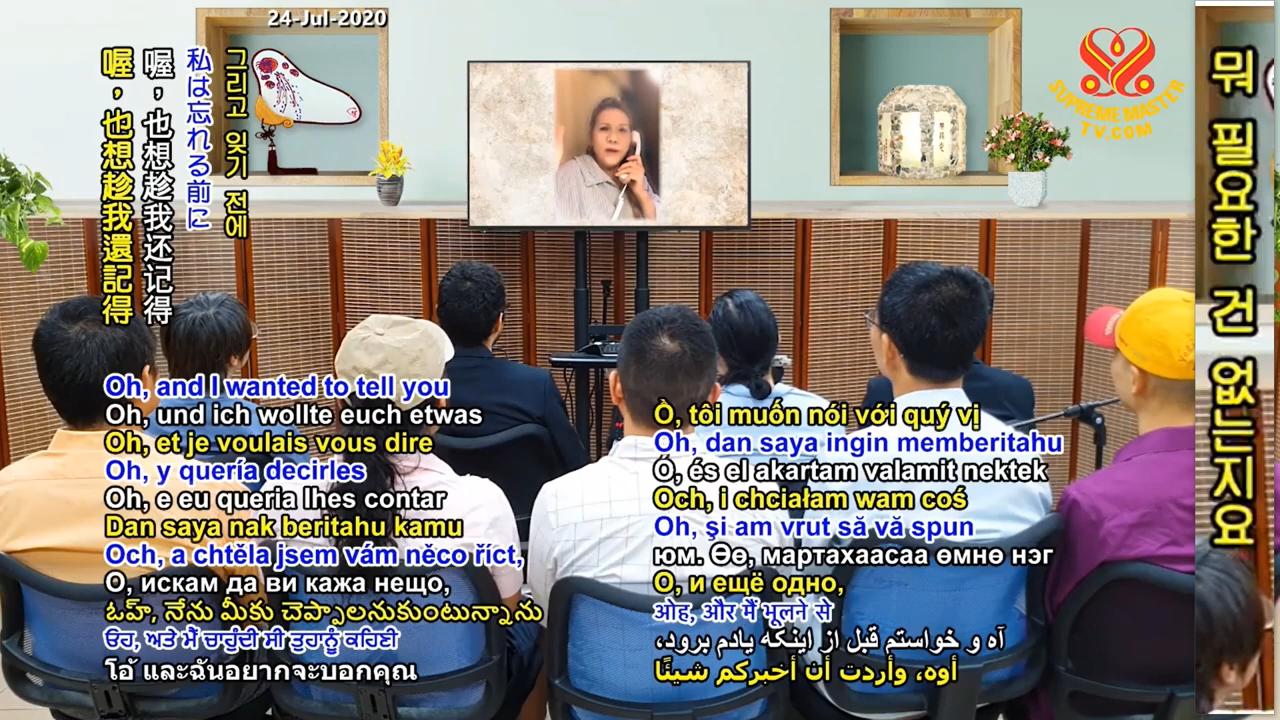 24-Jul-2020
그리고 잊기 전에
私は忘れる前に
喔，也想趁我还记得
喔，也想趁我還記得
SUPREME MASTER
TV.COM
뭐 필요한 건 없는지요
Oh, and I wanted to tell you
Oh, und ich wollte euch etwas
Oh, et je voulais vous dire
Oh, y quería decirles
Oh, e eu queria lhes contar
Dan saya nak beritahu kamu
Och, a chtěla jsem vám něco říct,
О, искам да ви кажа нещо,
ఓహ్, నేను మీకు చెప్పాలనుకుంటున్నాను
ਓਹ, ਅਤੇ ਮੈਂ ਚਾਹੁੰਦੀ ਸੀ ਤੁਹਾਨੂੰ ਕਹਿਣੀ
โอ้ และฉันอยากจะบอกคุณ
Ồ, tôi muốn nói với quý vị
Oh, dan saya ingin memberitahu
Ó, és el akartam valamit nektek
Och, i chciałam wam coś
Oh, şi am vrut să vă spun
юм. Өө, мартахаасаа өмнө нэг
О, и ещё одно,
ओह, और मैं भूलने से
آه و خواستم قبل از اینکه یادم برود،
أوه، وأردت أن أخبركم شيئًا